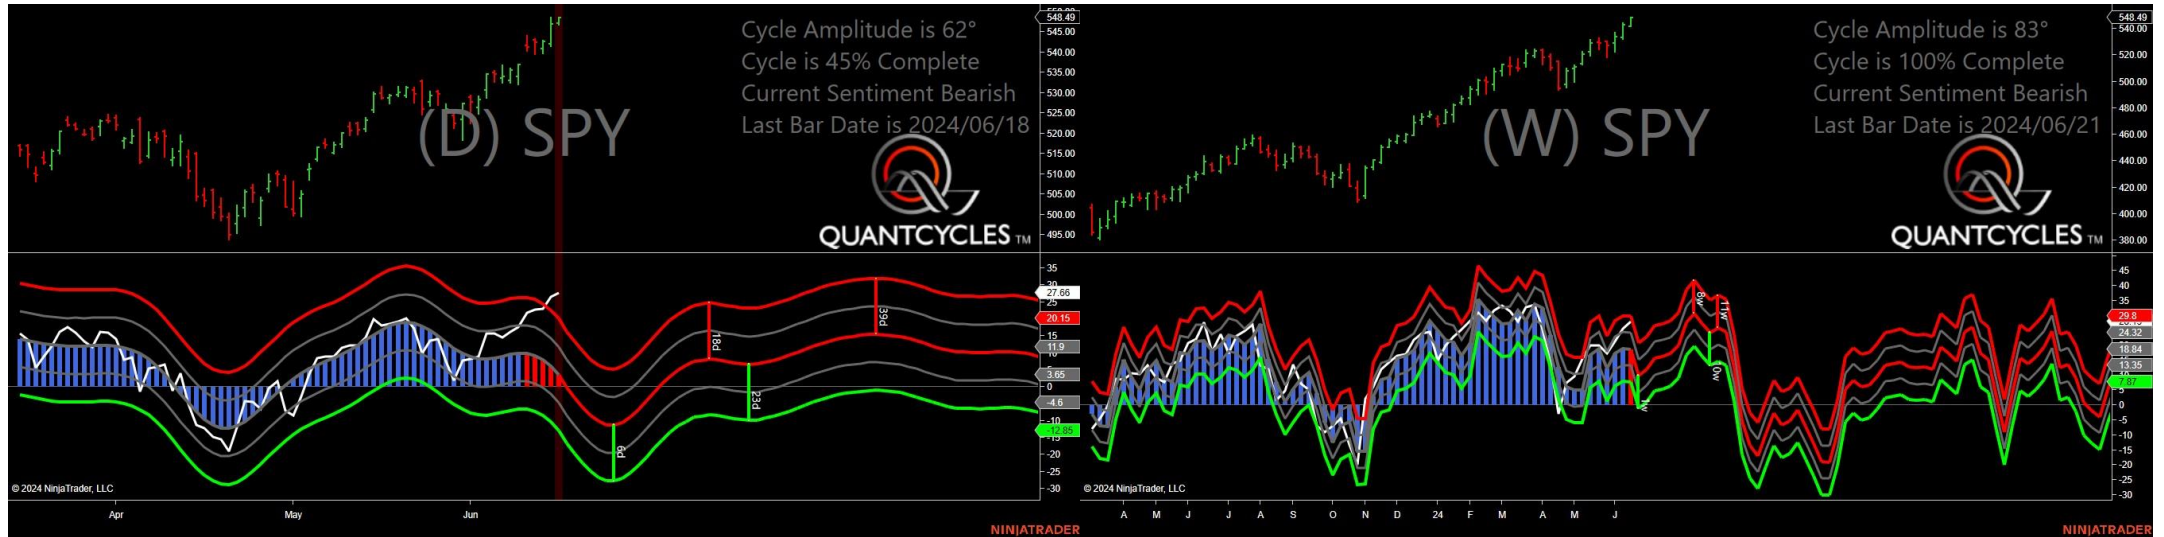 Cycle Amplitude is 62°
Cycle is 45% Complete
Current Sentiment Bearish
Last Bar Date is 2024/06/18
(D) SPY
QUANTCYCLES TM
548.49
545.00
540.00
535.00
530.00
525.00
520.00
515.00
510.00
505.00
500.00
495.00
35
27.66
25
20.15
15
11.9
3.65
0
-4.6
-10
-12.85
-15
-20
-25
-30
18d
39d
23d
6d
© 2024 NinjaTrader, LLC
Apr May Jun
NINJATRADER
Cycle Amplitude is 83°
Cycle is 100% Complete
Current Sentiment Bearish
Last Bar Date is 2024/06/21
(W) SPY
QUANTCYCLES TM
548.49
540.00
520.00
500.00
480.00
460.00
440.00
420.00
400.00
380.00
45
40
35
29.8
24.32
18.84
13.35
7.87
0
-5
-10
-15
-20
-25
-30
8w
11w
1w
© 2024 NinjaTrader, LLC
A M J J A S O N D 24 F M A M J
NINJATRADER